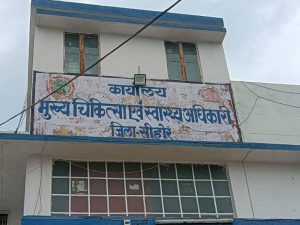 कार्यालय
मुख्य चिकित्सा एवं स्वास्थ्य अधिकारी
जिला-सीहोर